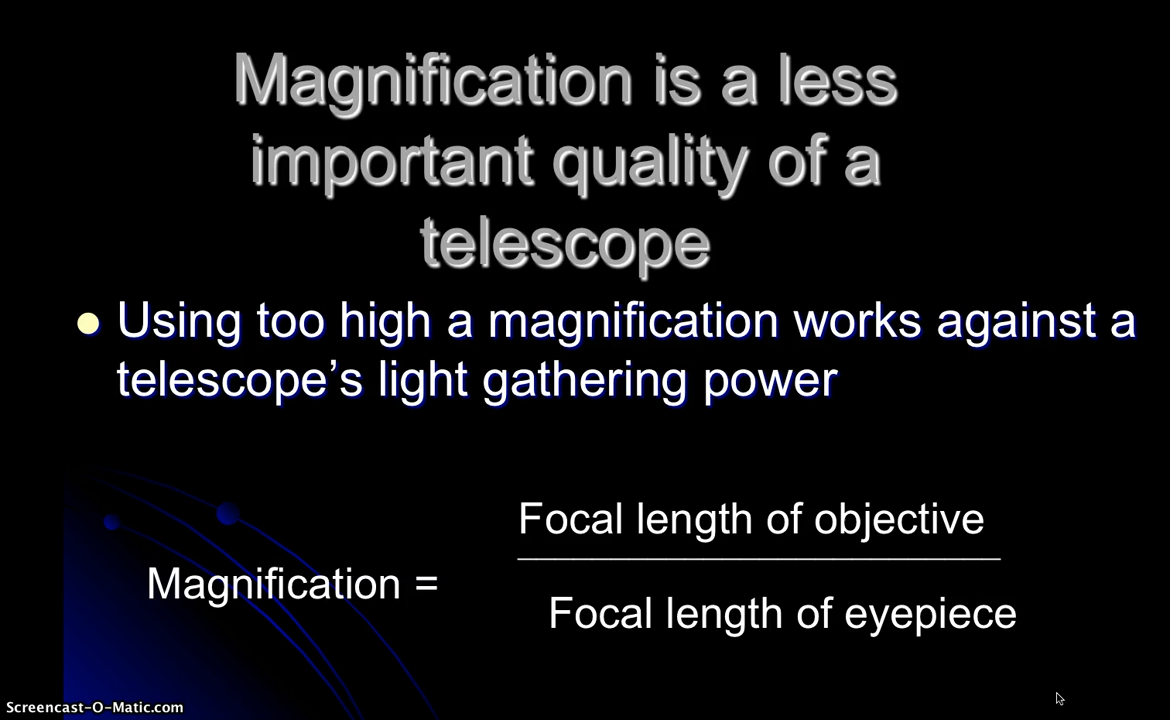 Magnification is a less
important quality of a
telescope
Using too high a magnification works against a
telescope’s light gathering power
Focal length of objective
Magnification =
Focal length of eyepiece
Screencast-O-Matic.com